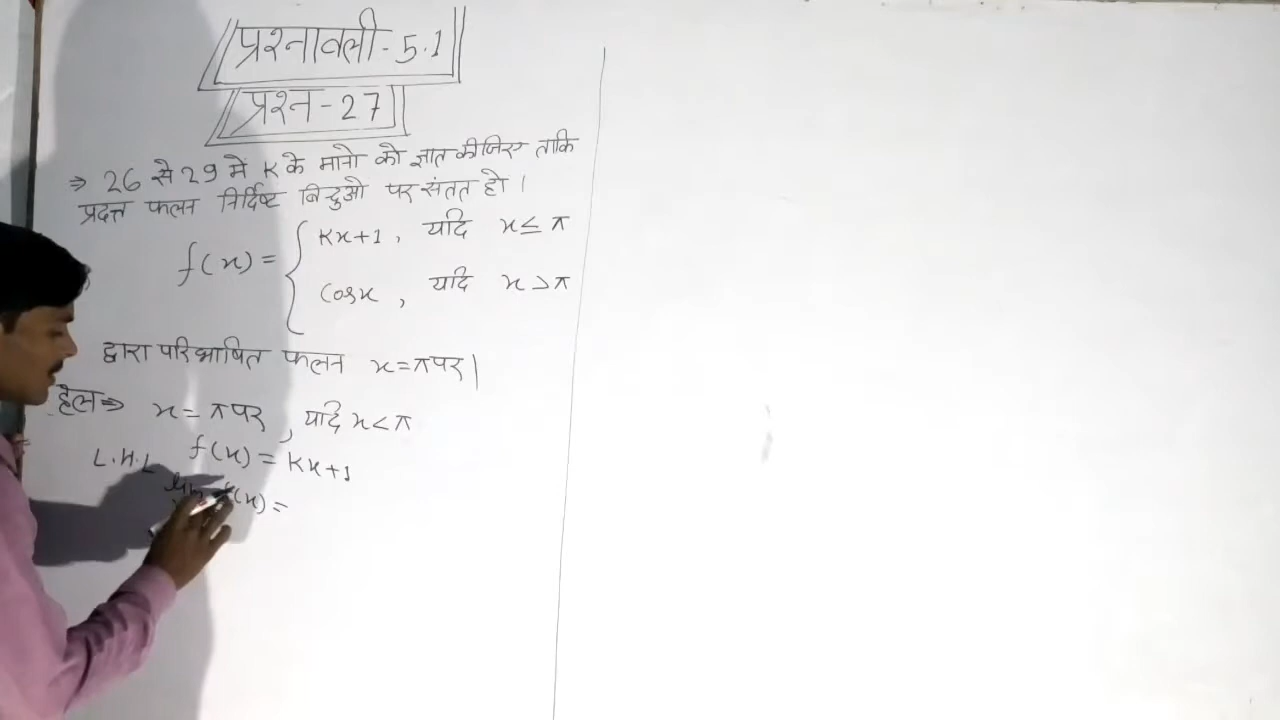 प्रश्नावली-5.1
प्रश्न-27
⇒ 26 से 29 में K के मानो को ज्ञात कीजिए ताकि
प्रदत्त फलन निर्दिष्ट बिन्दुओ पर संतत हो।
f(x) = { Kx+1, यदि x ≤ π
Cosx, यदि x > π
द्वारा परिभाषित फलन x = π पर।
हल⇒ x = π पर, यदि x < π
L.H.L f(x) = Kx+1
lim f(x) =